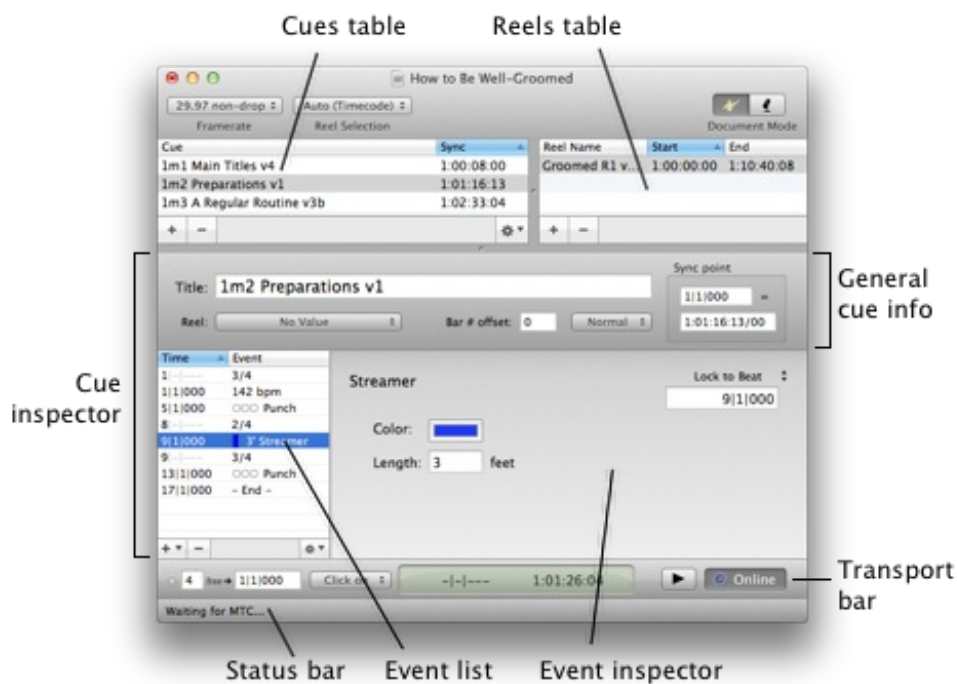 Cues table
Reels table
How to Be Well-Groomed
29.97 non-drop
Auto (Timecode)
Framerate
Reel Selection
Document Mode
Cue Sync
Reel Name Start End
1m1 Main Titles v4 1:00:08:00
Groomed R1 v... 1:00:00:00 1:10:40:08
1m2 Preparations v1 1:01:16:13
1m3 A Regular Routine v3b 1:02:33:04
+ −
+ −
General
cue info
Sync point
Title: 1m2 Preparations v1
1|1|000 =
Reel: No Value
Bar # offset: 0
Normal
1:01:16:13/00
Cue
inspector
Time Event
1|-|--- 3/4
1|1|000 142 bpm
5|1|000 ○○○ Punch
8|-|--- 2/4
9|1|000 3' Streamer
9|-|--- 3/4
13|1|000 ○○○ Punch
17|1|000 - End -
+ −
Streamer
Lock to Beat
9|1|000
Color:
Length: 3 feet
4 free→ 1|1|000
Click on
-|-|--- 1:01:26:04
Online
Transport
bar
Waiting for MTC...
Status bar
Event list
Event inspector